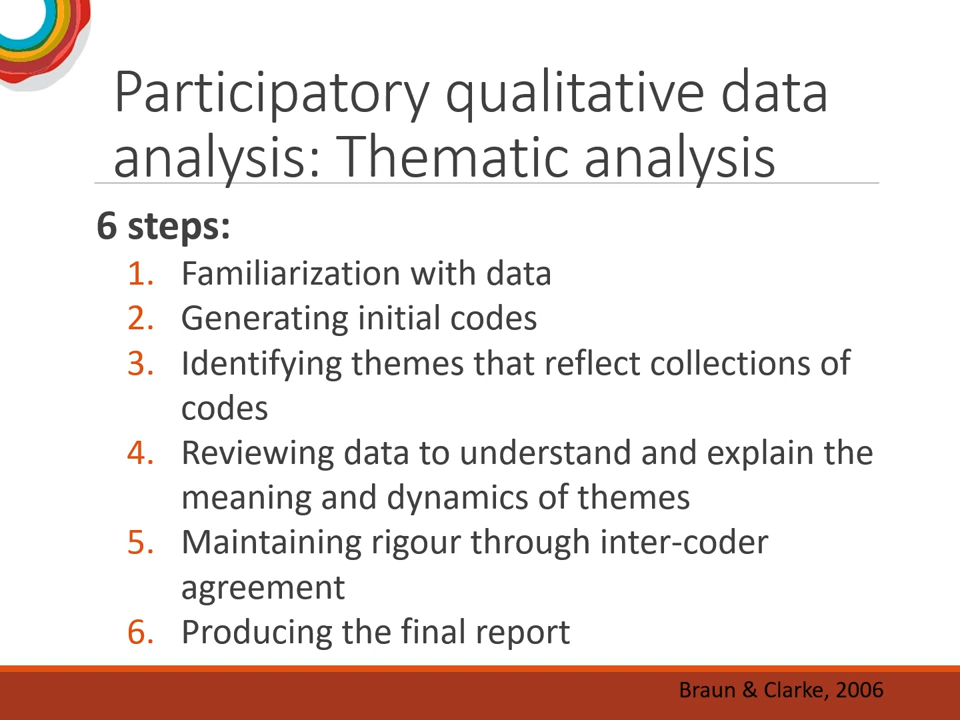 Participatory qualitative data
analysis: Thematic analysis
6 steps:
1. Familiarization with data
2. Generating initial codes
3. Identifying themes that reflect collections of
codes
4. Reviewing data to understand and explain the
meaning and dynamics of themes
5. Maintaining rigour through inter-coder
agreement
6. Producing the final report
Braun & Clarke, 2006